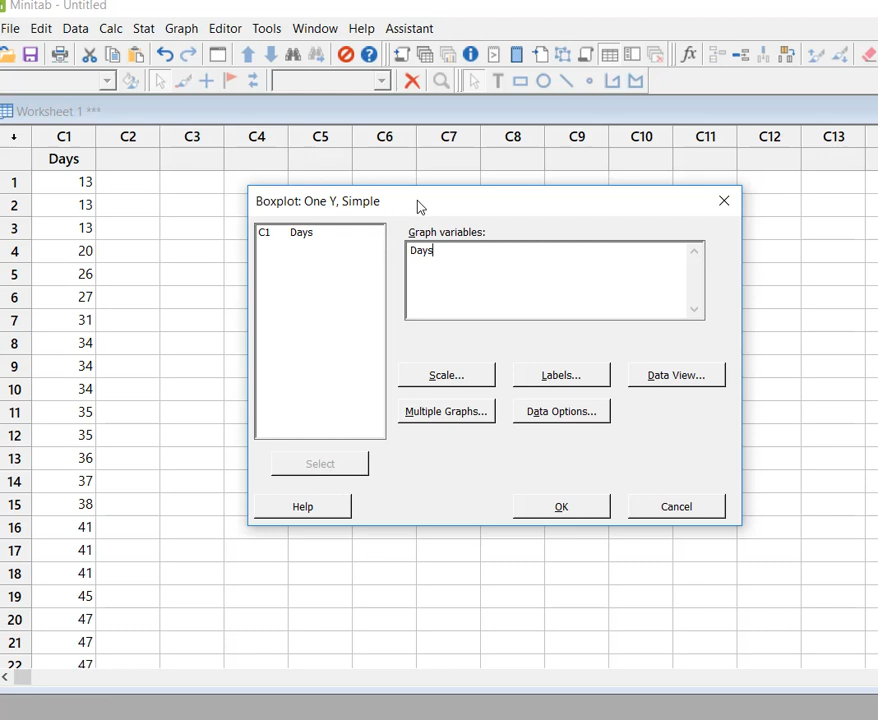 Minitab - Untitled
File Edit Data Calc Stat Graph Editor Tools Window Help Assistant
Worksheet 1 ***
C1 C2 C3 C4 C5 C6 C7 C8 C9 C10 C11 C12 C13
Days
1 13
2 13
3 13
4 20
5 26
6 27
7 31
8 34
9 34
10 34
11 35
12 35
13 36
14 37
15 38
16 41
17 41
18 41
19 45
20 47
21 47
22 47
Boxplot: One Y, Simple
C1 Days
Graph variables:
Days
Scale... Labels... Data View...
Multiple Graphs... Data Options...
Select
Help OK Cancel